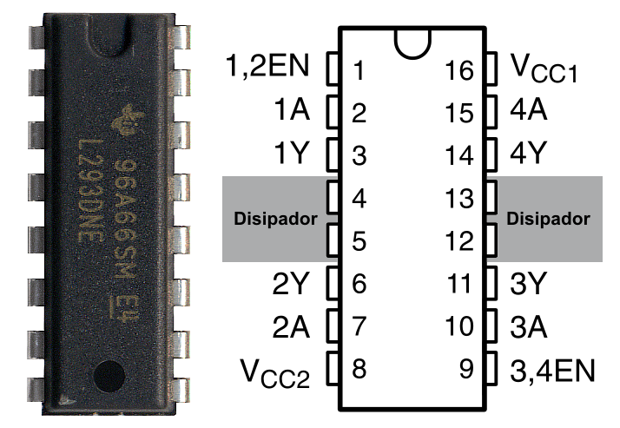 96A66SM E4
L293DNE
1,2EN 1 16 VCC1
1A 2 15 4A
1Y 3 14 4Y
4 13
Disipador Disipador
5 12
2Y 6 11 3Y
2A 7 10 3A
VCC2 8 9 3,4EN